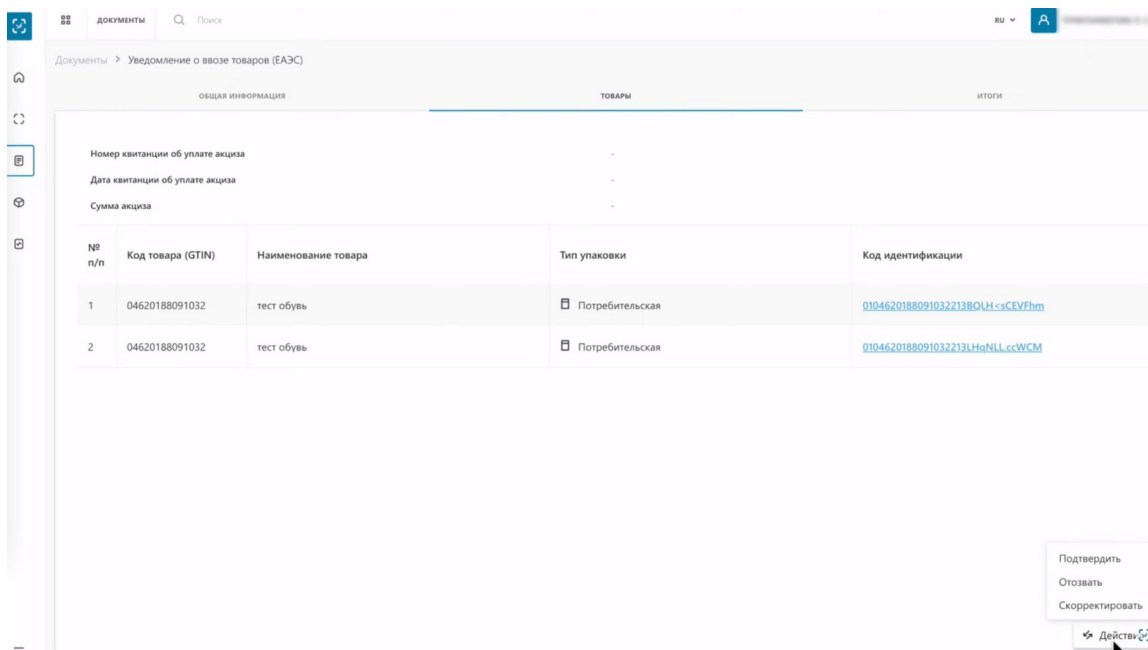 ДОКУМЕНТЫ Поиск RU
Документы > Уведомление о ввозе товаров (ЕАЭС)
ОБЩАЯ ИНФОРМАЦИЯ ТОВАРЫ ИТОГИ
Номер квитанции об уплате акциза -
Дата квитанции об уплате акциза -
Сумма акциза -
№ п/п Код товара (GTIN) Наименование товара Тип упаковки Код идентификации
1 04620188091032 тест обувь Потребительская 0104620188091032213BQLH<sCEVFhm
2 04620188091032 тест обувь Потребительская 0104620188091032213LHqNLL.ccWCM
Подтвердить
Отозвать
Скорректировать